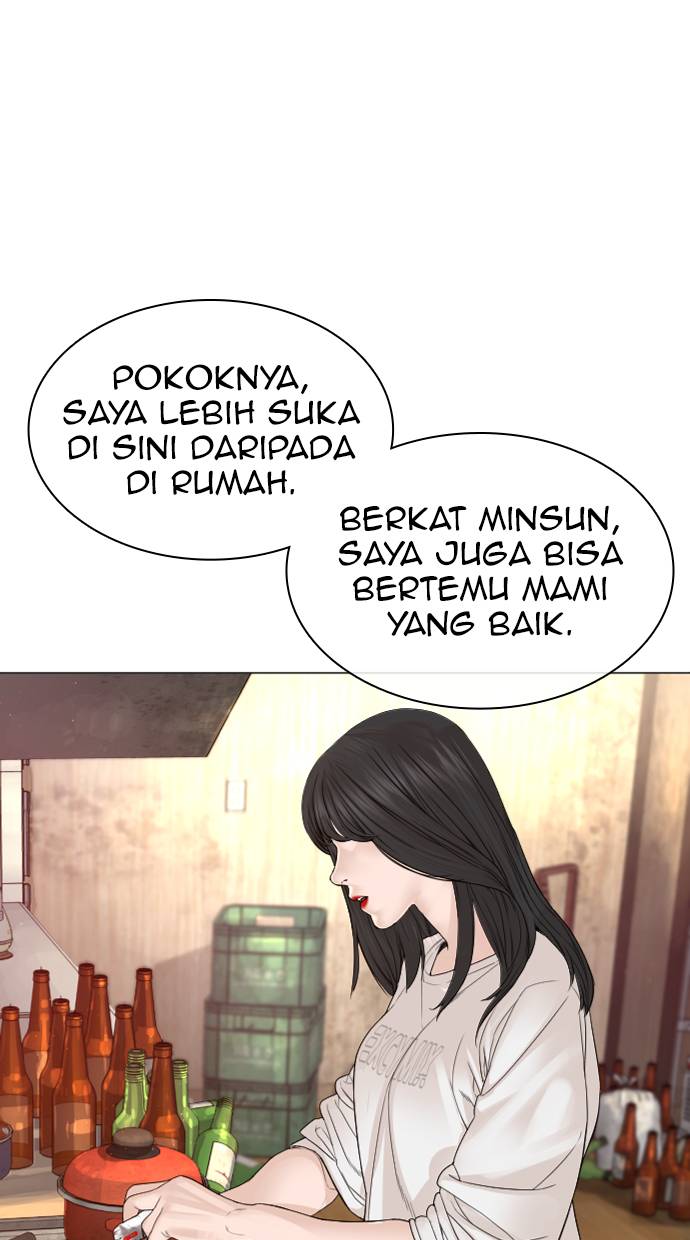 POKOKNYA,
SAYA LEBIH SUKA
DI SINI DARIPADA
DI RUMAH.
BERKAT MINSUN,
SAYA JUGA BISA
BERTEMU MAMI
YANG BAIK.